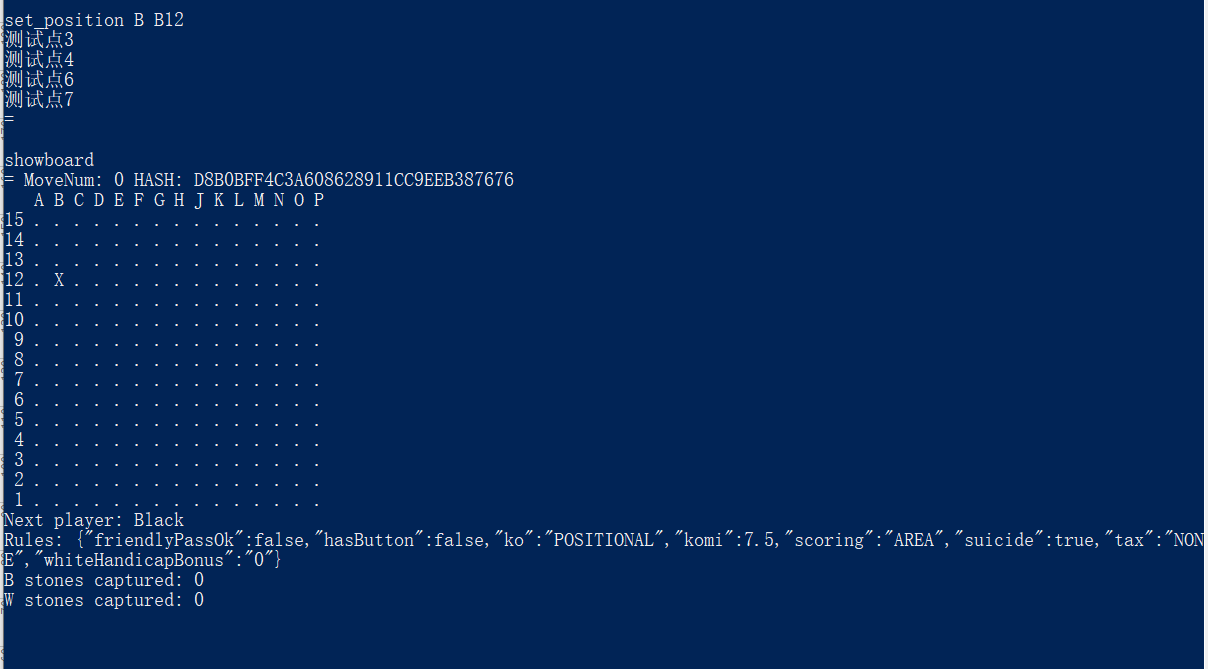 set_position B B12
测试点3
测试点4
测试点6
测试点7
=
showboard
= MoveNum: 0 HASH: D8B0BFF4C3A608628911CC9EEB387676
   A B C D E F G H J K L M N O P
15 . . . . . . . . . . . . . . .
14 . . . . . . . . . . . . . . .
13 . . . . . . . . . . . . . . .
12 . X . . . . . . . . . . . . .
11 . . . . . . . . . . . . . . .
10 . . . . . . . . . . . . . . .
 9 . . . . . . . . . . . . . . .
 8 . . . . . . . . . . . . . . .
 7 . . . . . . . . . . . . . . .
 6 . . . . . . . . . . . . . . .
 5 . . . . . . . . . . . . . . .
 4 . . . . . . . . . . . . . . .
 3 . . . . . . . . . . . . . . .
 2 . . . . . . . . . . . . . . .
 1 . . . . . . . . . . . . . . .
Next player: Black
Rules: {"friendlyPassOk":false,"hasButton":false,"ko":"POSITIONAL","komi":7.5,"scoring":"AREA","suicide":true,"tax":"NON
E","whiteHandicapBonus":"0"}
B stones captured: 0
W stones captured: 0